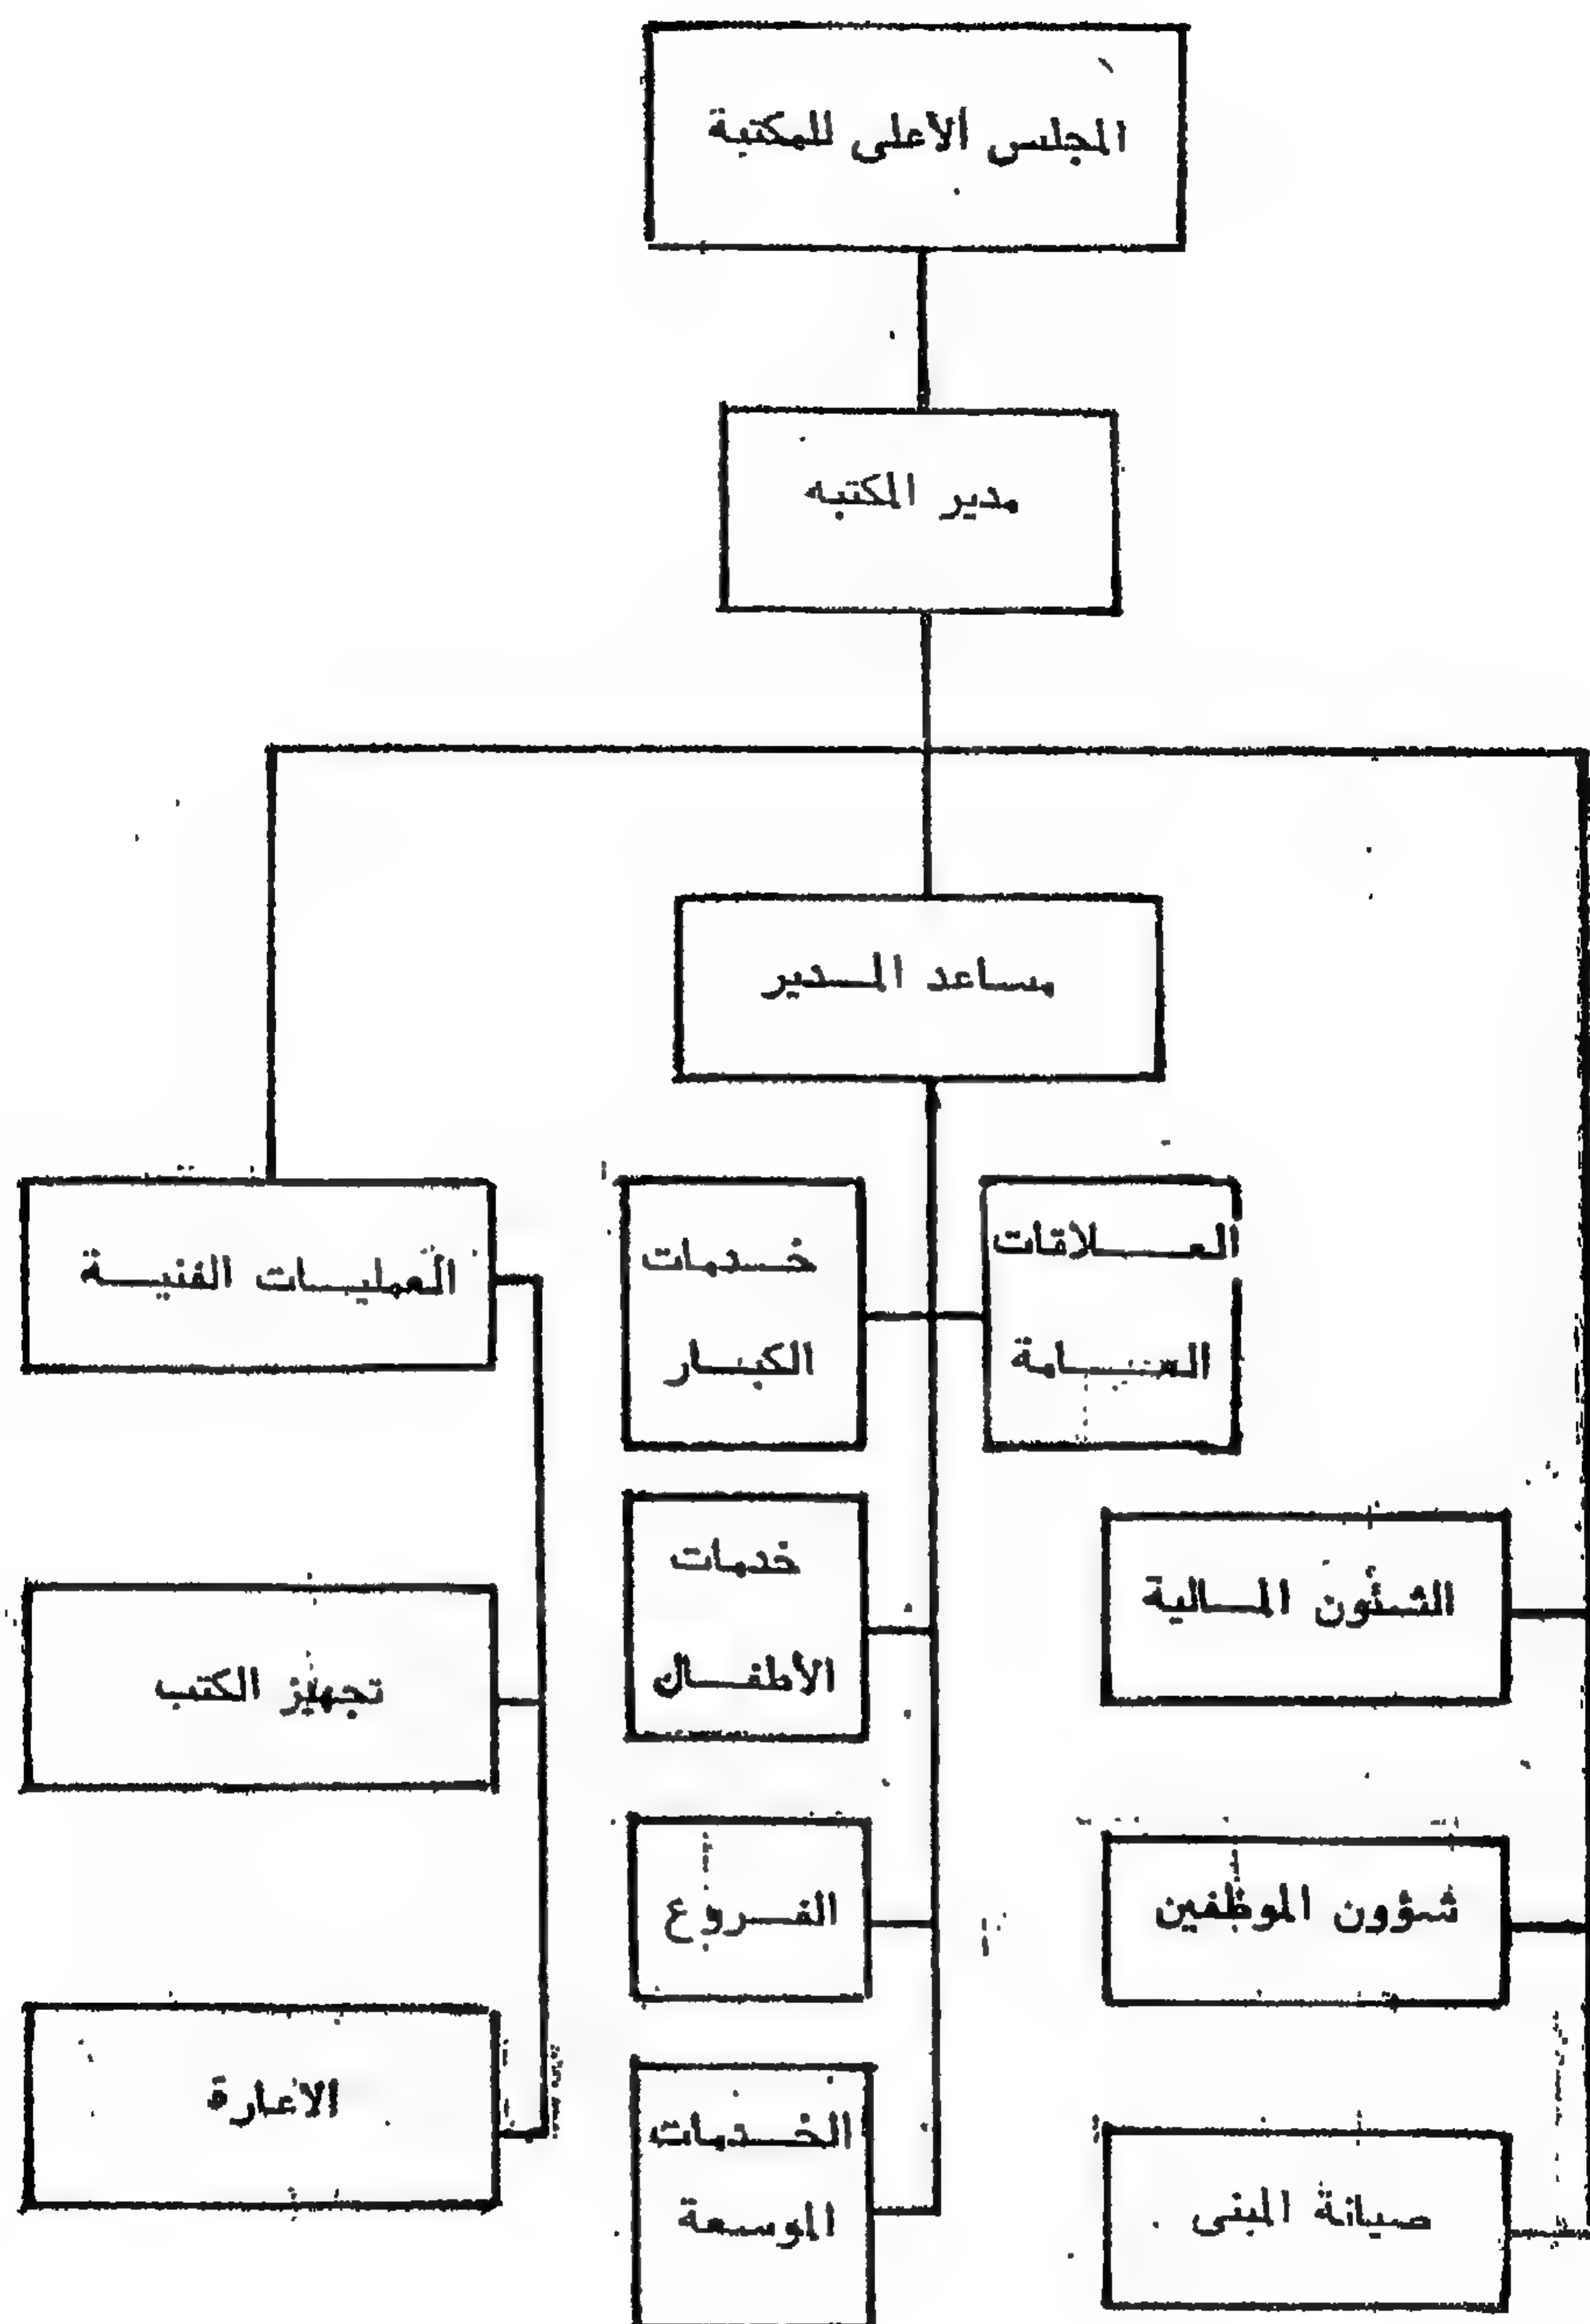 المجلس الأعلى للمكتبة
مدير المكتبه
مساعد المدير
العلاقات
العامة
خدمات
الكبار
العمليات الفنية
خدمات
الأطفال
الشئون المالية
تجهيز الكتب
الفروع
شؤون الموظفين
الاعارة
الخدمات
الموسعة
صيانة المبنى